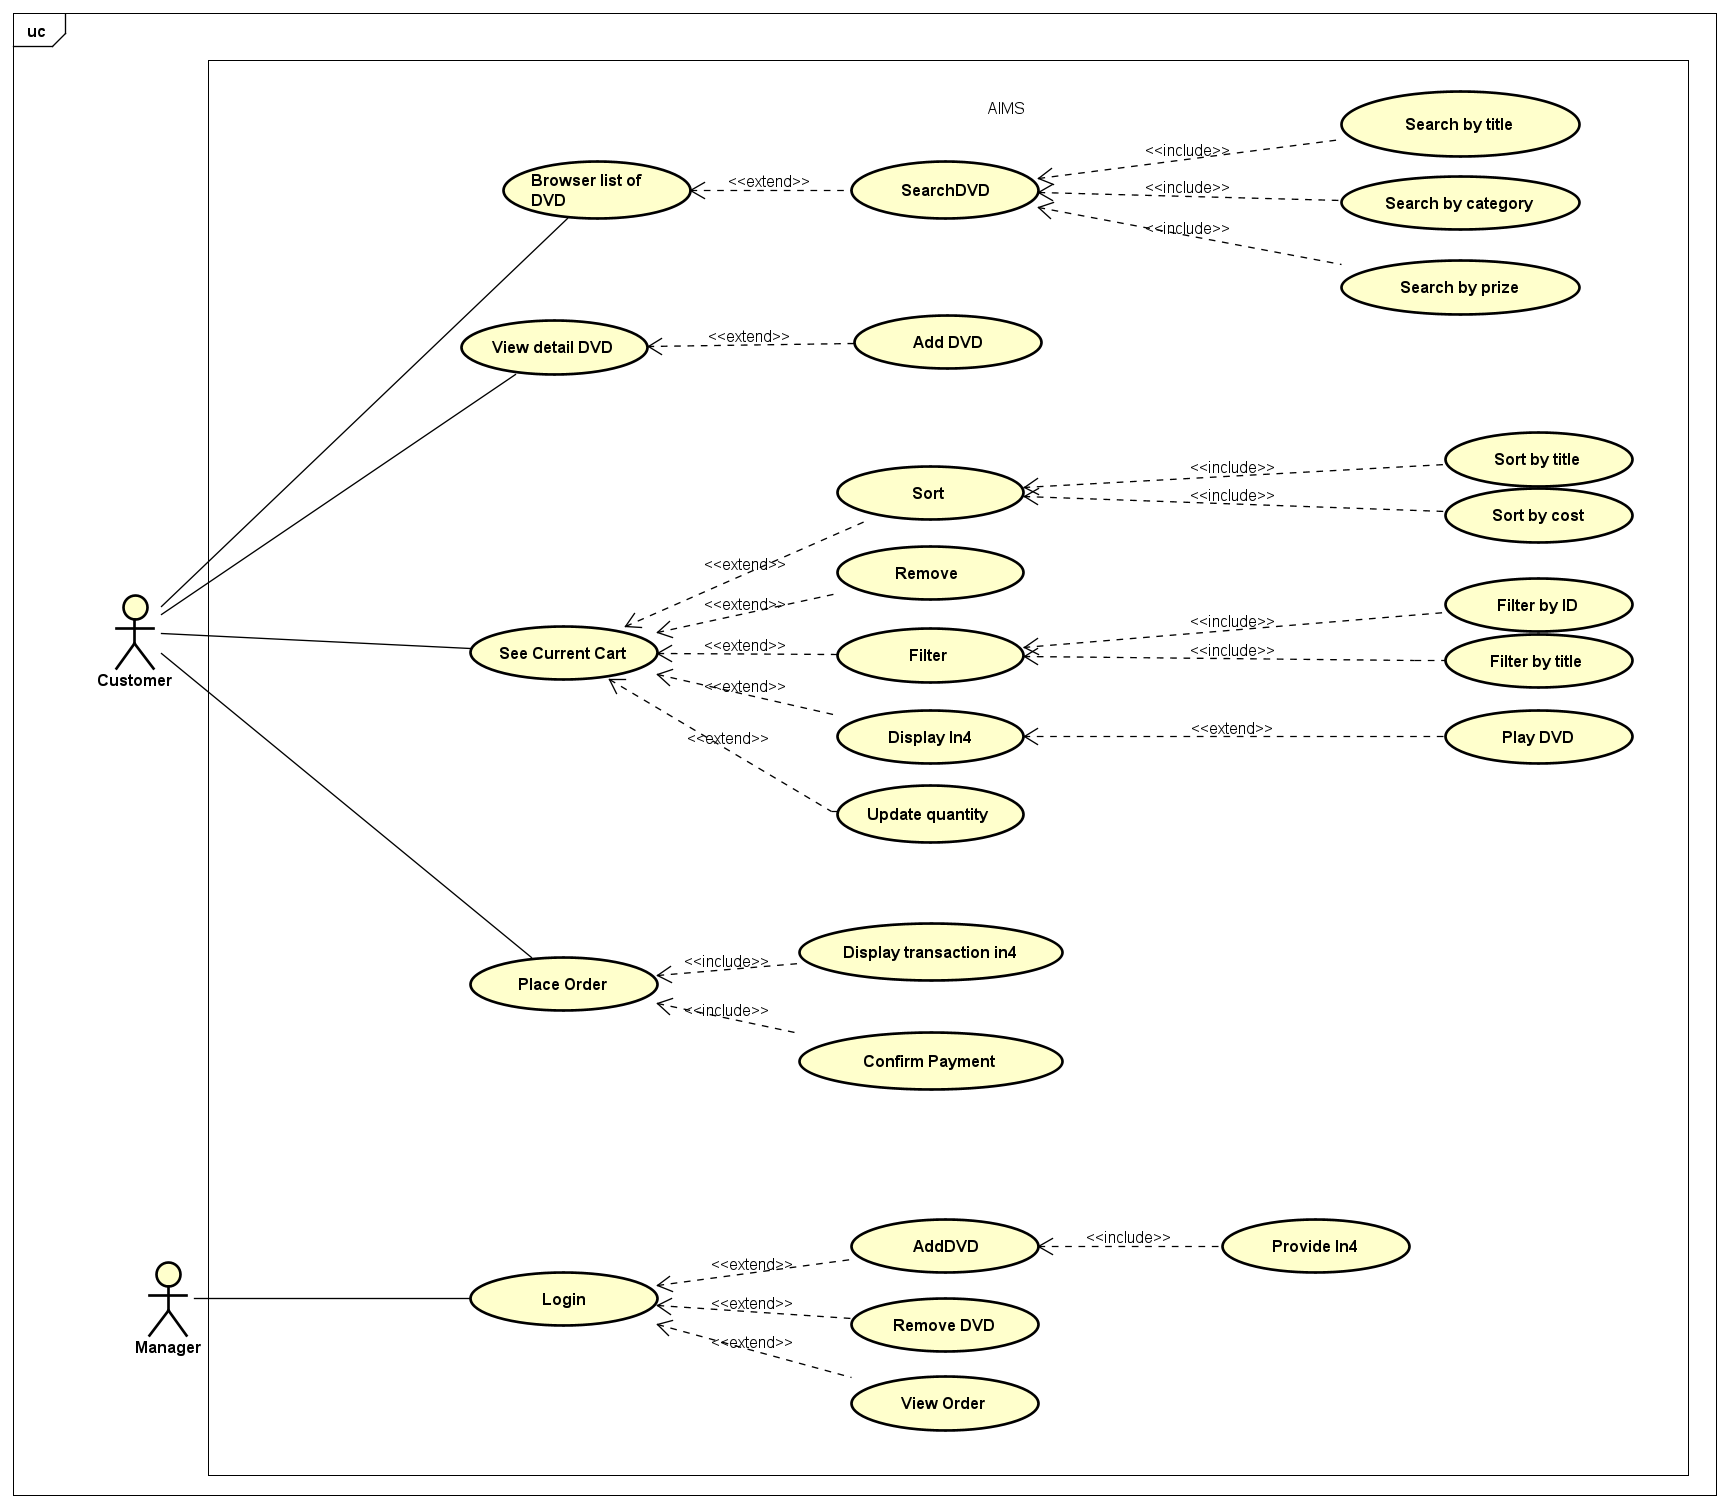 uc
AIMS
Search by title
<<include>>
Browser list of
DVD
<<extend>>
SearchDVD
<<include>>
Search by category
<<include>>
Search by prize
View detail DVD
<<extend>>
Add DVD
Sort by title
<<include>>
Sort
<<include>>
Sort by cost
<<extend>>
Remove
<<extend>>
Filter by ID
<<include>>
See Current Cart
<<extend>>
Filter
<<include>>
Filter by title
Customer
<<extend>>
Display In4
<<extend>>
Play DVD
<<extend>>
Update quantity
Display transaction in4
<<include>>
Place Order
<<include>>
Confirm Payment
AddDVD
<<include>>
Provide In4
<<extend>>
Login
<<extend>>
Remove DVD
Manager
<<extend>>
View Order